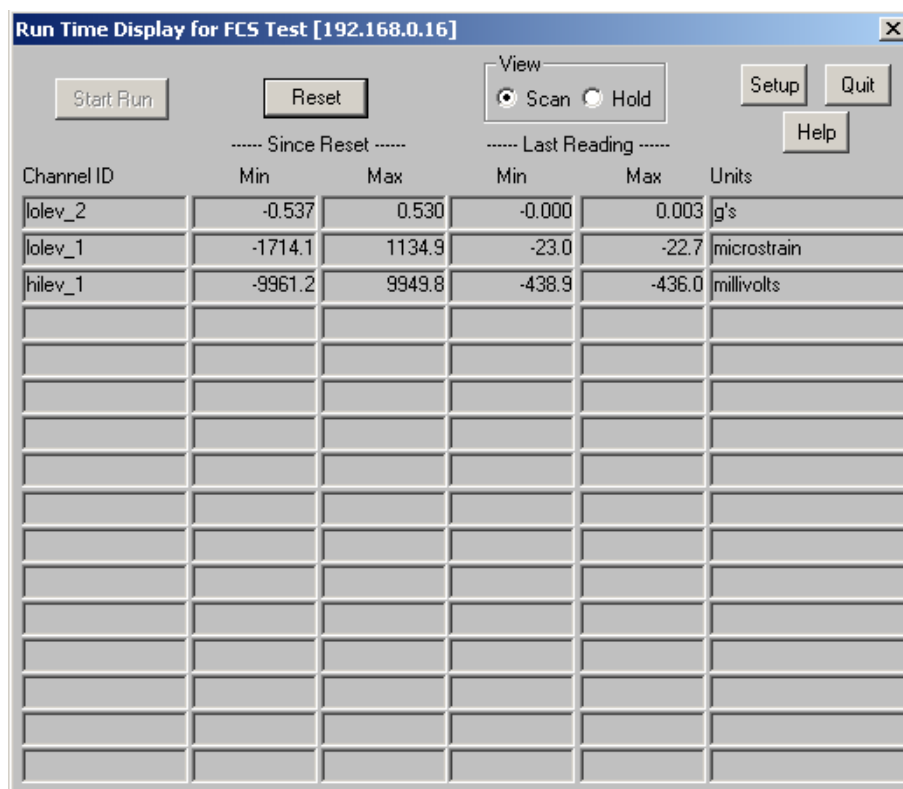 Run Time Display for FCS Test [192.168.0.16]
View
Start Run Reset Scan Hold Setup Quit
Help
------ Since Reset ------ ------ Last Reading ------
Channel ID Min Max Min Max Units
lolev_2 -0.537 0.530 -0.000 0.003 g's
lolev_1 -1714.1 1134.9 -23.0 -22.7 microstrain
hilev_1 -9961.2 9949.8 -438.9 -436.0 millivolts